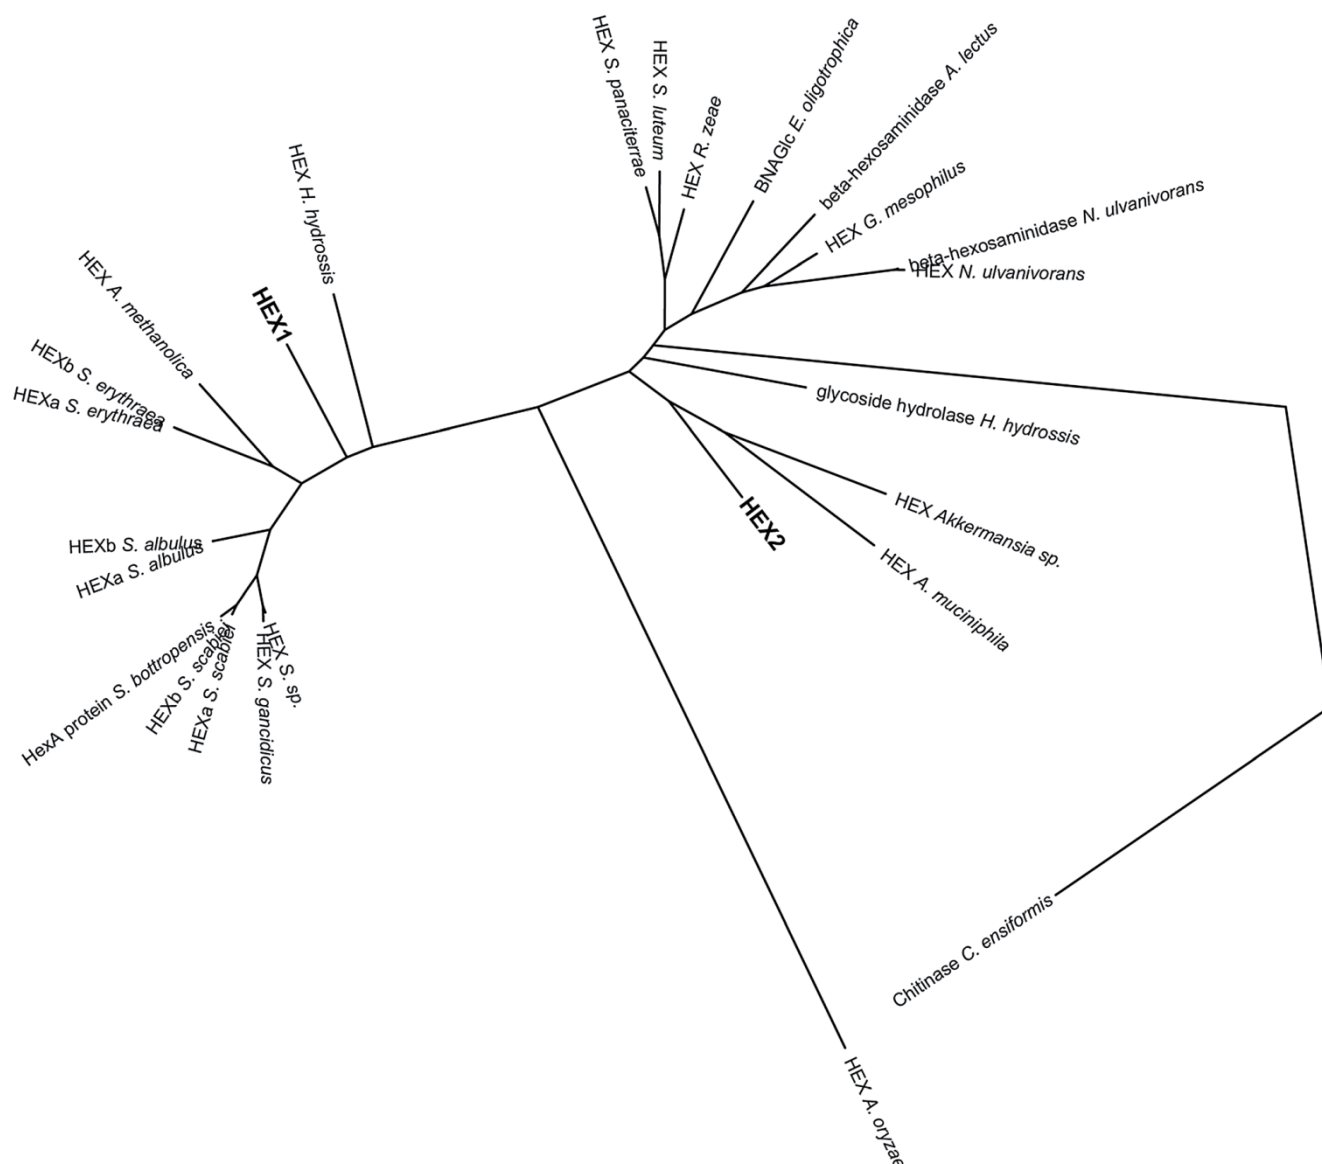 HEX S. panaciterrae
HEX S. luteum
HEX R. zeae
BNAGlc E. oligotrophica
beta-hexosaminidase A. lectus
HEX G. mesophilus
beta-hexosaminidase N. ulvanivorans
HEX N. ulvanivorans
HEX H. hydrossis
HEX1
HEX A. methanolica
HEXb S. erythraea
HEXa S. erythraea
glycoside hydrolase H. hydrossis
HEX Akkermansia sp.
HEX2
HEX A. muciniphila
HEXb S. albulus
HEXa S. albulus
HexA protein S. bottropensis
HEXb S. scabiei
HEXa S. scabiei
HEX S. gancidicus
HEX S. sp.
Chitinase C. ensiformis
HEX A. oryzae